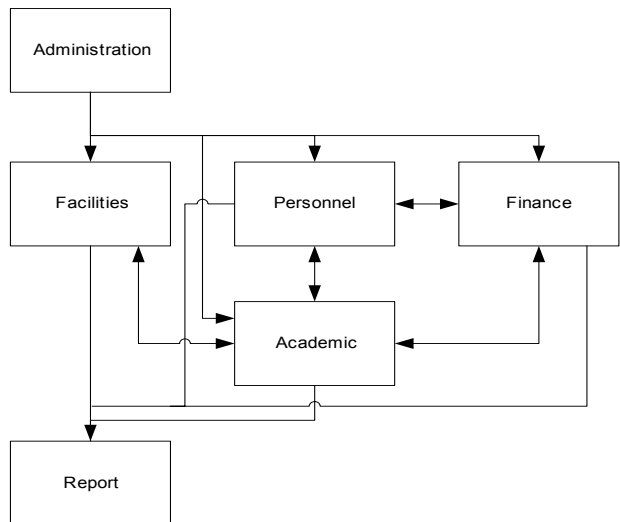 Administration
Facilities
Personnel
Finance
Academic
Report